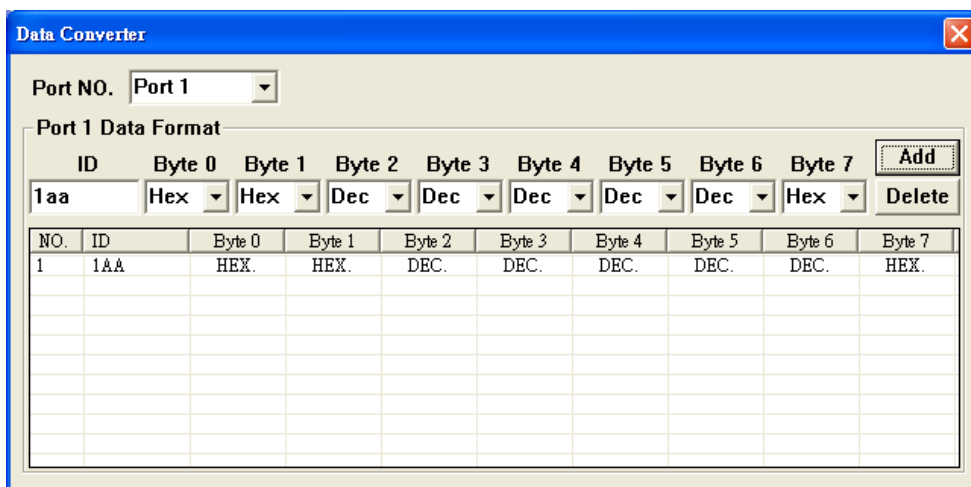 Data Converter
Port NO. Port 1
Port 1 Data Format
ID Byte 0 Byte 1 Byte 2 Byte 3 Byte 4 Byte 5 Byte 6 Byte 7 Add
1aa Hex Hex Dec Dec Dec Dec Dec Hex Delete
NO. ID Byte 0 Byte 1 Byte 2 Byte 3 Byte 4 Byte 5 Byte 6 Byte 7
1 1AA HEX. HEX. DEC. DEC. DEC. DEC. DEC. HEX.